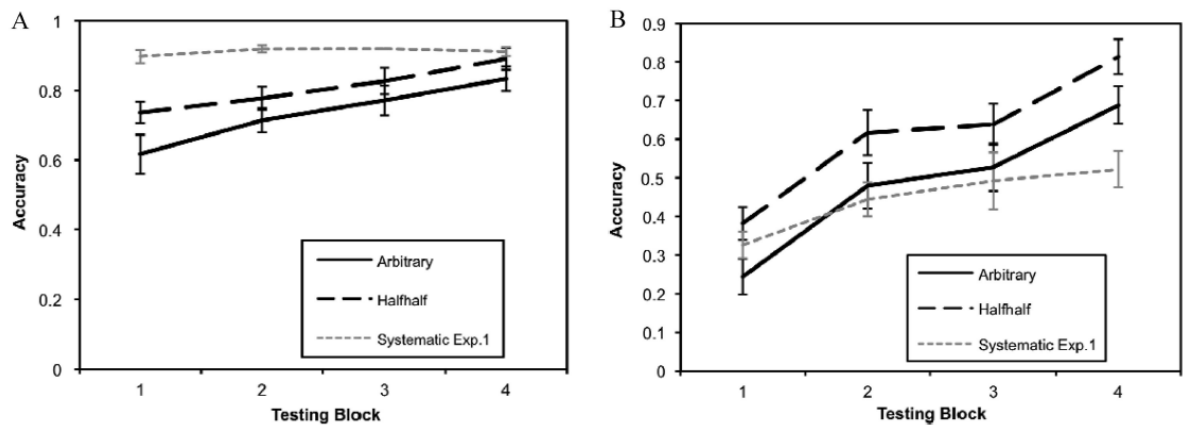 A
1
0.8
0.6
0.4
0.2
0
Accuracy
Arbitrary
Halfhalf
Systematic Exp.1
1 2 3 4
Testing Block
B
0.9
0.8
0.7
0.6
0.5
0.4
0.3
0.2
0.1
0
Accuracy
Arbitrary
Halfhalf
Systematic Exp.1
1 2 3 4
Testing Block